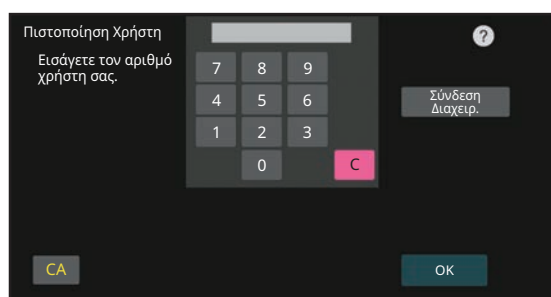 Πιστοποίηση Χρήστη
?
Εισάγετε τον αριθμό
χρήστη σας.
7 8 9
4 5 6
Σύνδεση
Διαχειρ.
1 2 3
0 C
CA
OK